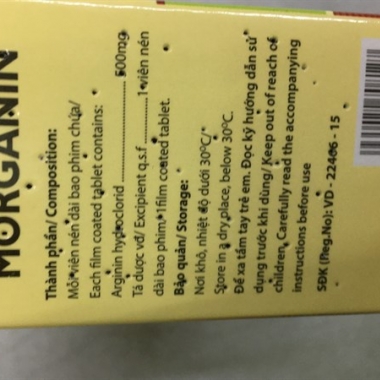 MORGANIN
Thành phần/ Composition:
Mỗi viên nén dài bao phim chứa/
Each film coated tablet contains:
Arginin hydroclorid ........................ 500mg
Tá dược vđ/ Excipient q.s.f ............1 viên nén
dài bao phim/ 1 film coated tablet.
Bảo quản/ Storage:
Nơi khô, nhiệt độ dưới 30°C/
Store in a dry place, below 30°C.
Để xa tầm tay trẻ em. Đọc kỹ hướng dẫn sử
dụng trước khi dùng/ Keep out of reach of
children. Carefully read the accompanying
instructions before use
SĐK (Reg.No): VD - 22406 - 15